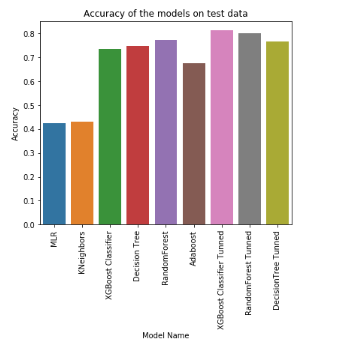 Accuracy of the models on test data
Accuracy
0.8
0.7
0.6
0.5
0.4
0.3
0.2
0.1
0.0
MLR
KNeighbors
XGBoost Classifier
Decision Tree
RandomForest
Adaboost
XGBoost Classifier Tunned
RandomForest Tunned
DecisionTree Tunned
Model Name